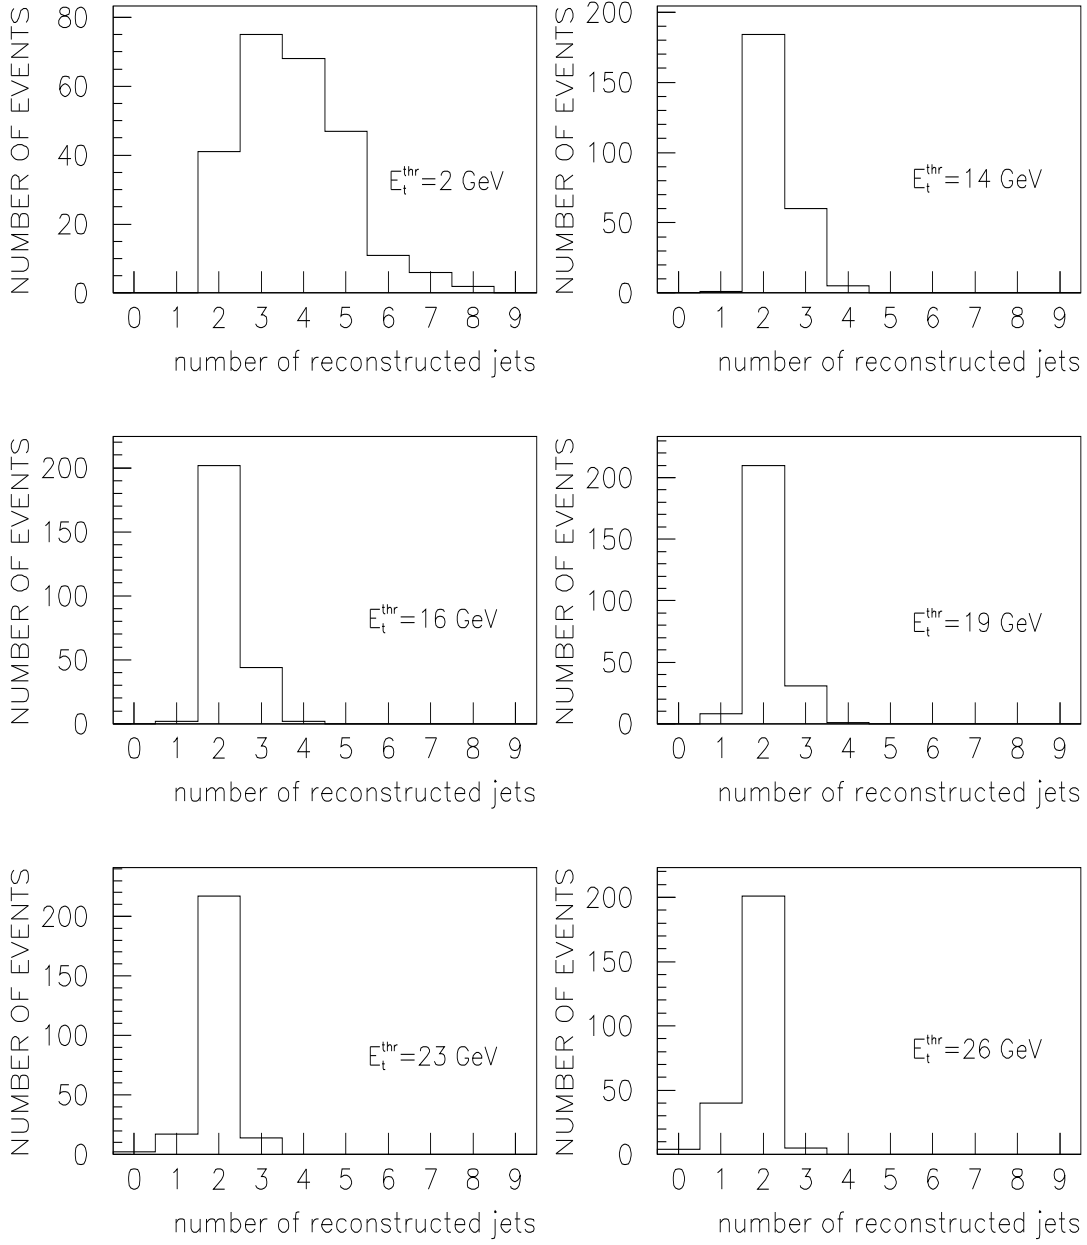 NUMBER OF EVENTS
80
60
40
20
0
E_t^thr=2 GeV
0 1 2 3 4 5 6 7 8 9
number of reconstructed jets
NUMBER OF EVENTS
200
150
100
50
0
E_t^thr=14 GeV
0 1 2 3 4 5 6 7 8 9
number of reconstructed jets
NUMBER OF EVENTS
200
150
100
50
0
E_t^thr=16 GeV
0 1 2 3 4 5 6 7 8 9
number of reconstructed jets
NUMBER OF EVENTS
200
150
100
50
0
E_t^thr=19 GeV
0 1 2 3 4 5 6 7 8 9
number of reconstructed jets
NUMBER OF EVENTS
200
150
100
50
0
E_t^thr=23 GeV
0 1 2 3 4 5 6 7 8 9
number of reconstructed jets
NUMBER OF EVENTS
200
150
100
50
0
E_t^thr=26 GeV
0 1 2 3 4 5 6 7 8 9
number of reconstructed jets